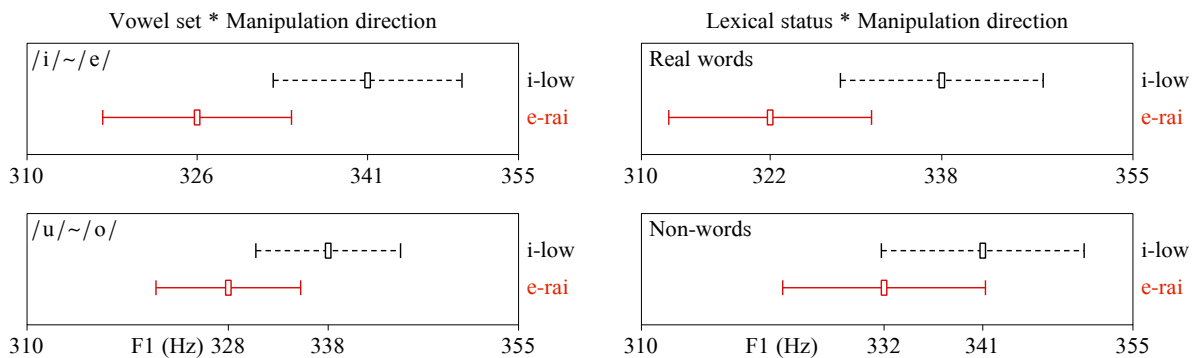 Vowel set * Manipulation direction
/i/~/e/
i-low
e-rai
310 326 341 355
/u/~/o/
i-low
e-rai
310 F1 (Hz) 328 338 355
Lexical status * Manipulation direction
Real words
i-low
e-rai
310 322 338 355
Non-words
i-low
e-rai
310 F1 (Hz) 332 341 355